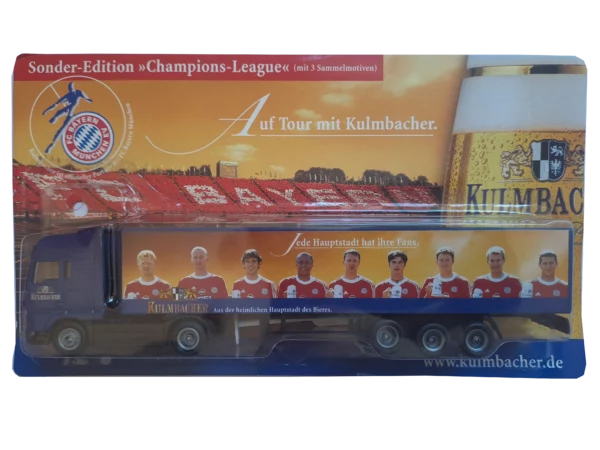 Sonder-Edition »Champions-League« (mit 3 Sammelmotiven)
FC BAYERN
MÜNCHEN
Auf Tour mit Kulmbacher.
KULMBAC
Jede Hauptstadt hat ihre Fans.
KULMBACHER
KULMBACHER Aus der heimlichen Hauptstadt des Bieres.
www.kulmbacher.de